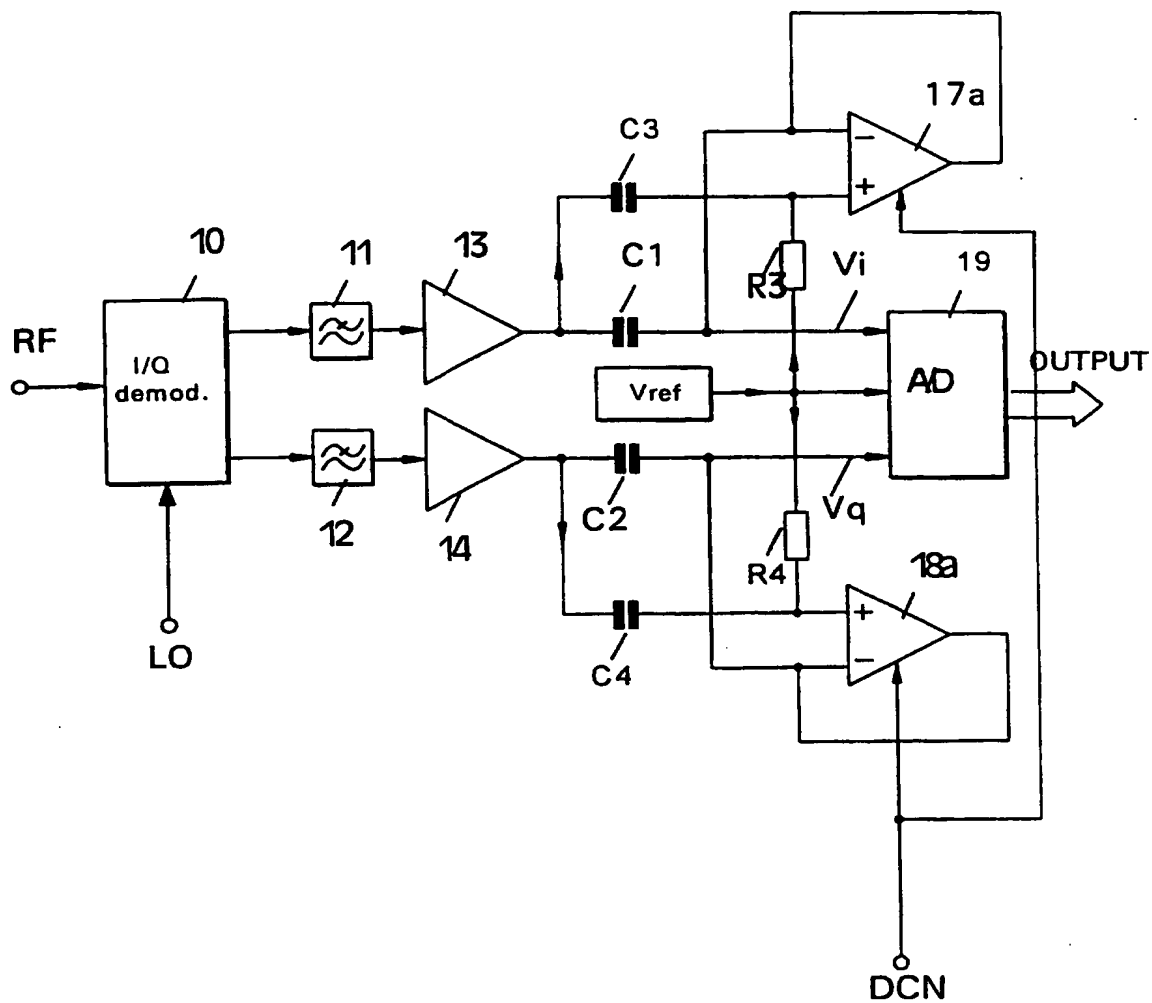 17a
C3
−
+
10
11
13
C1
Vi
19
R3
RF
I/Q
demod.
Vref
A/D
OUTPUT
12
14
C2
Vq
R4
18a
LO
C4
+
−
DCN